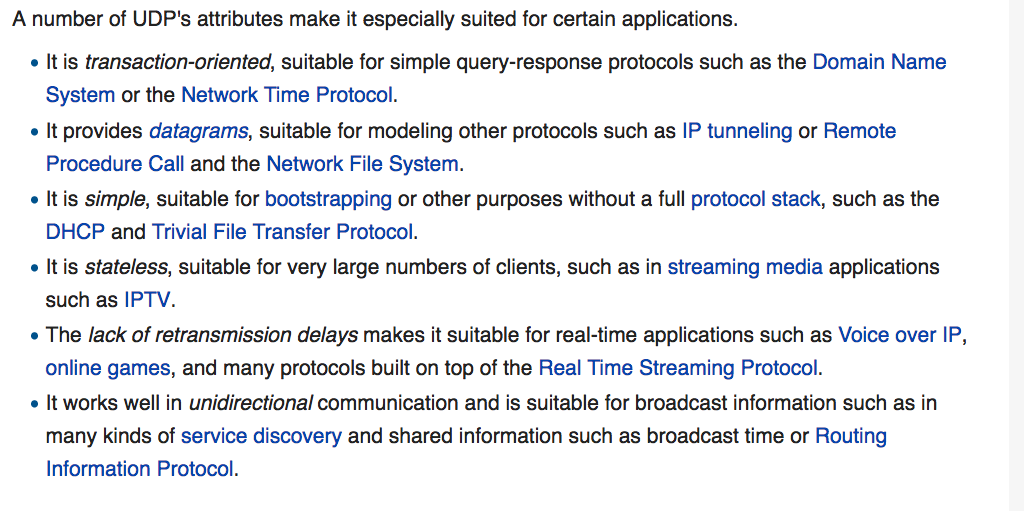 A number of UDP's attributes make it especially suited for certain applications.
• It is transaction-oriented, suitable for simple query-response protocols such as the Domain Name
System or the Network Time Protocol.
• It provides datagrams, suitable for modeling other protocols such as IP tunneling or Remote
Procedure Call and the Network File System.
• It is simple, suitable for bootstrapping or other purposes without a full protocol stack, such as the
DHCP and Trivial File Transfer Protocol.
• It is stateless, suitable for very large numbers of clients, such as in streaming media applications
such as IPTV.
• The lack of retransmission delays makes it suitable for real-time applications such as Voice over IP,
online games, and many protocols built on top of the Real Time Streaming Protocol.
• It works well in unidirectional communication and is suitable for broadcast information such as in
many kinds of service discovery and shared information such as broadcast time or Routing
Information Protocol.